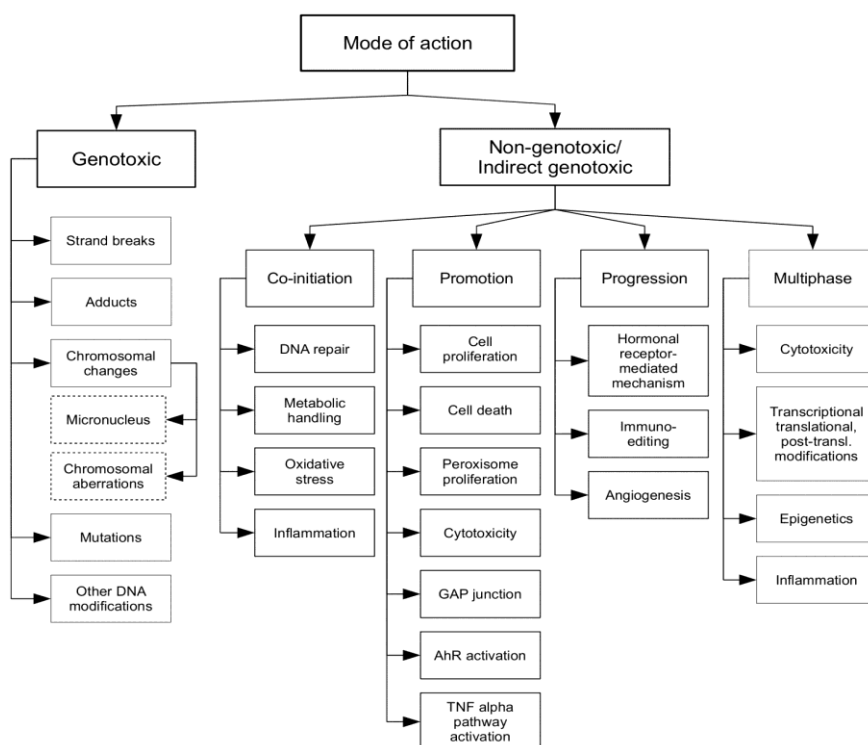 Mode of action
Genotoxic
Non-genotoxic/
Indirect genotoxic
Strand breaks
Adducts
Chromosomal
changes
Micronucleus
Chromosomal
aberrations
Mutations
Other DNA
modifications
Co-initiation
DNA repair
Metabolic
handling
Oxidative
stress
Inflammation
Promotion
Cell
proliferation
Cell death
Peroxisome
proliferation
Cytotoxicity
GAP junction
AhR activation
TNF alpha
pathway
activation
Progression
Hormonal
receptor-
mediated
mechanism
Immuno-
editing
Angiogenesis
Multiphase
Cytotoxicity
Transcriptional
translational,
post-transl.
modifications
Epigenetics
Inflammation